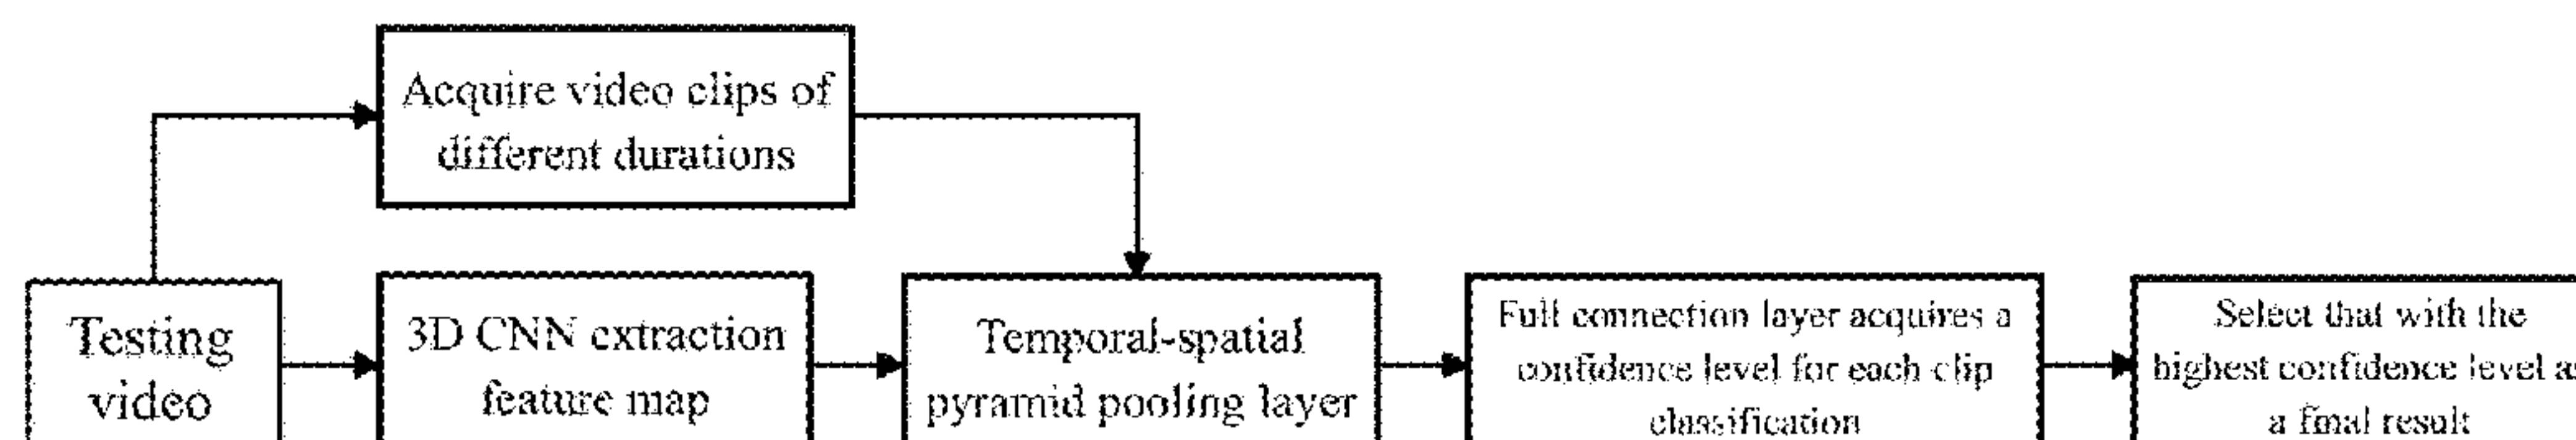 Acquire video clips of
different durations
Testing
video
3D CNN extraction
feature map
Temporal-spatial
pyramid pooling layer
Full connection layer acquires a
confidence level for each clip
classification
Select that with the
highest confidence level as
a final result